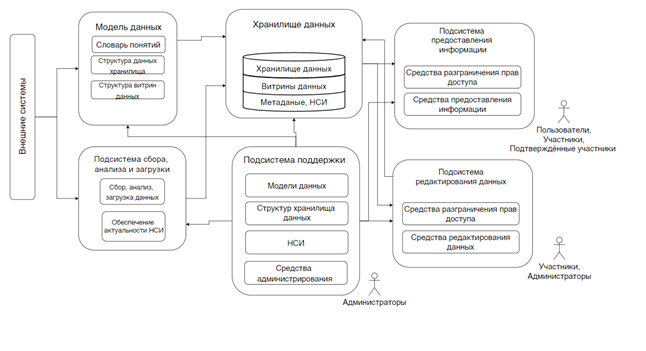 Внешние системы
Модель данных
Словарь понятий
Структура данных
хранилища
Структура витрин
данных
Подсистема сбора,
анализа и загрузки
Сбор, анализ,
загрузка данных
Обеспечение
актуальности НСИ
Хранилище данных
Хранилище данных
Витрины данных
Метаданые, НСИ
Подсистема поддержки
Модели данных
Структур хранилища
данных
НСИ
Средства
администрирования
Администраторы
Подсистема
предоставления
информации
Средства разграничения прав
доступа
Средства предоставления
информации
Пользователи,
Участники,
Подтверждённые участники
Подсистема
редактирования данных
Средства разграничения прав
доступа
Средства редактирования
данных
Участники,
Администраторы